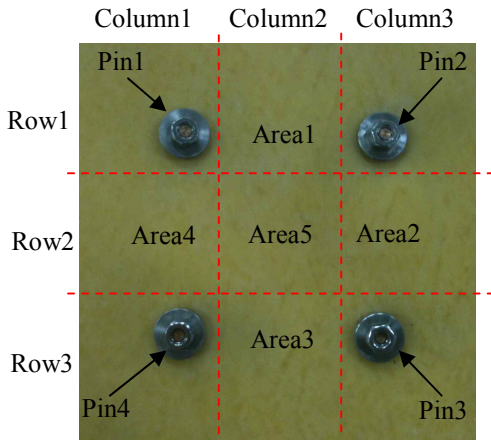 Column1 Column2 Column3
Pin1 Pin2
Row1
Area1
Row2
Area4 Area5 Area2
Area3
Row3
Pin4 Pin3